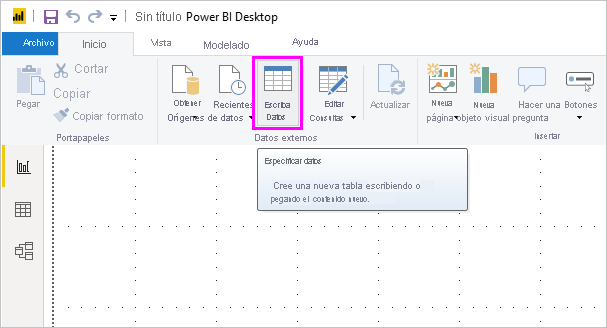 Sin título Power BI Desktop
Archivo Inicio Vista Modelado Ayuda
Pegar
Cortar
Copiar
Copiar formato
Portapapeles
Obtener Orígenes de datos
Recientes
Escriba Datos
Editar Consultas
Datos externos
Actualizar
Nueva página
Nueva objeto visual
Hacer una pregunta
Botones
Insertar
Especificar datos
Cree una nueva tabla escribiendo o
pegando el contenido nuevo.